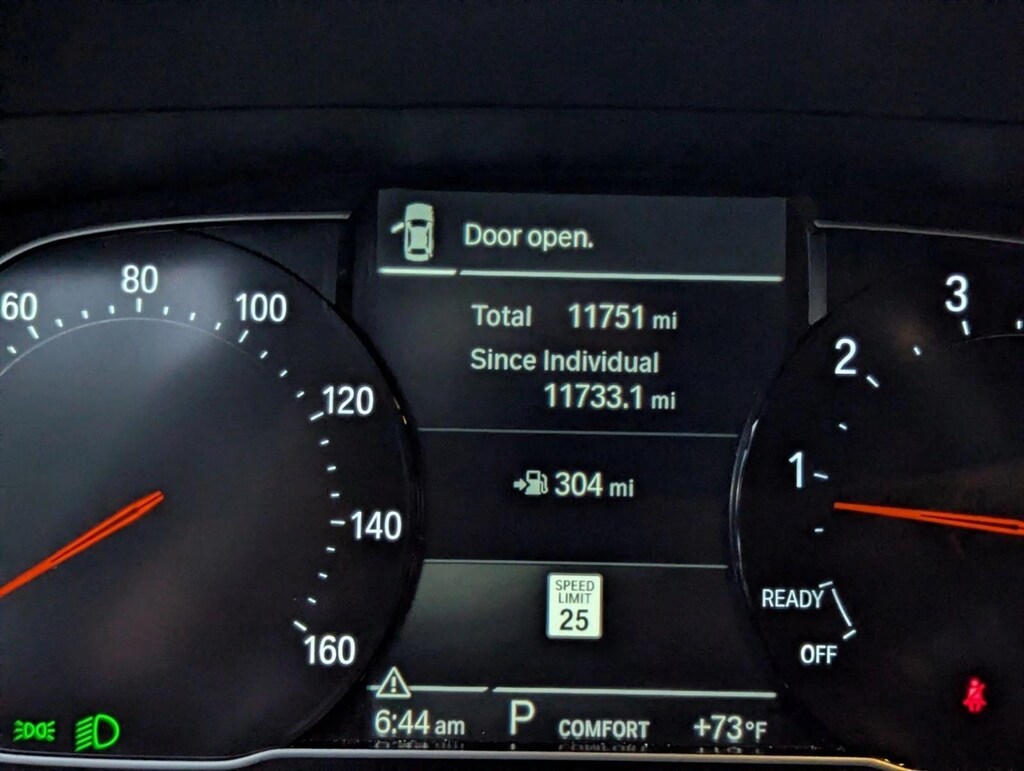 Door open.
Total 11751 mi
Since Individual
11733.1 mi
304 mi
SPEED
LIMIT
25
6:44 am P COMFORT +73°F
60
80
100
120
140
160
3
2
1
READY
OFF